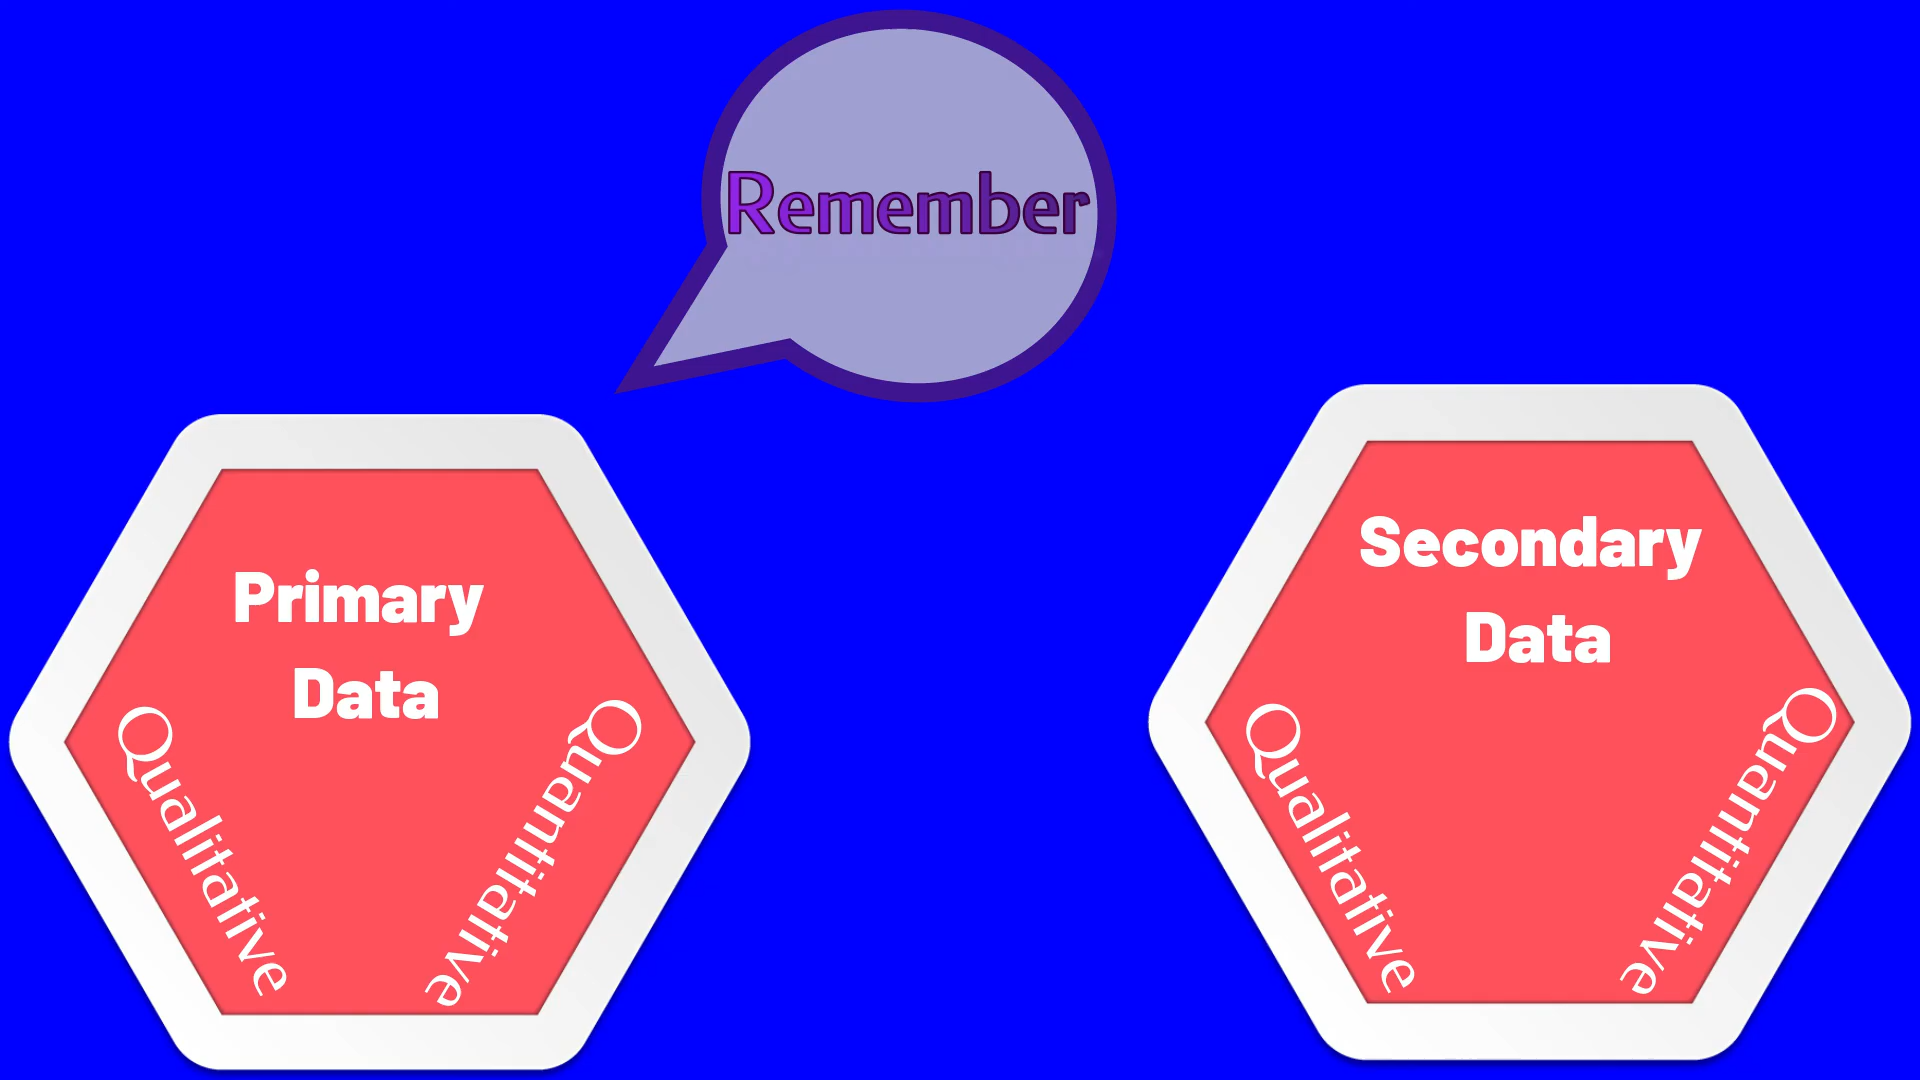 Remember
Primary
Data
Qualitative
Quantitative
Secondary
Data
Qualitative
Quantitative